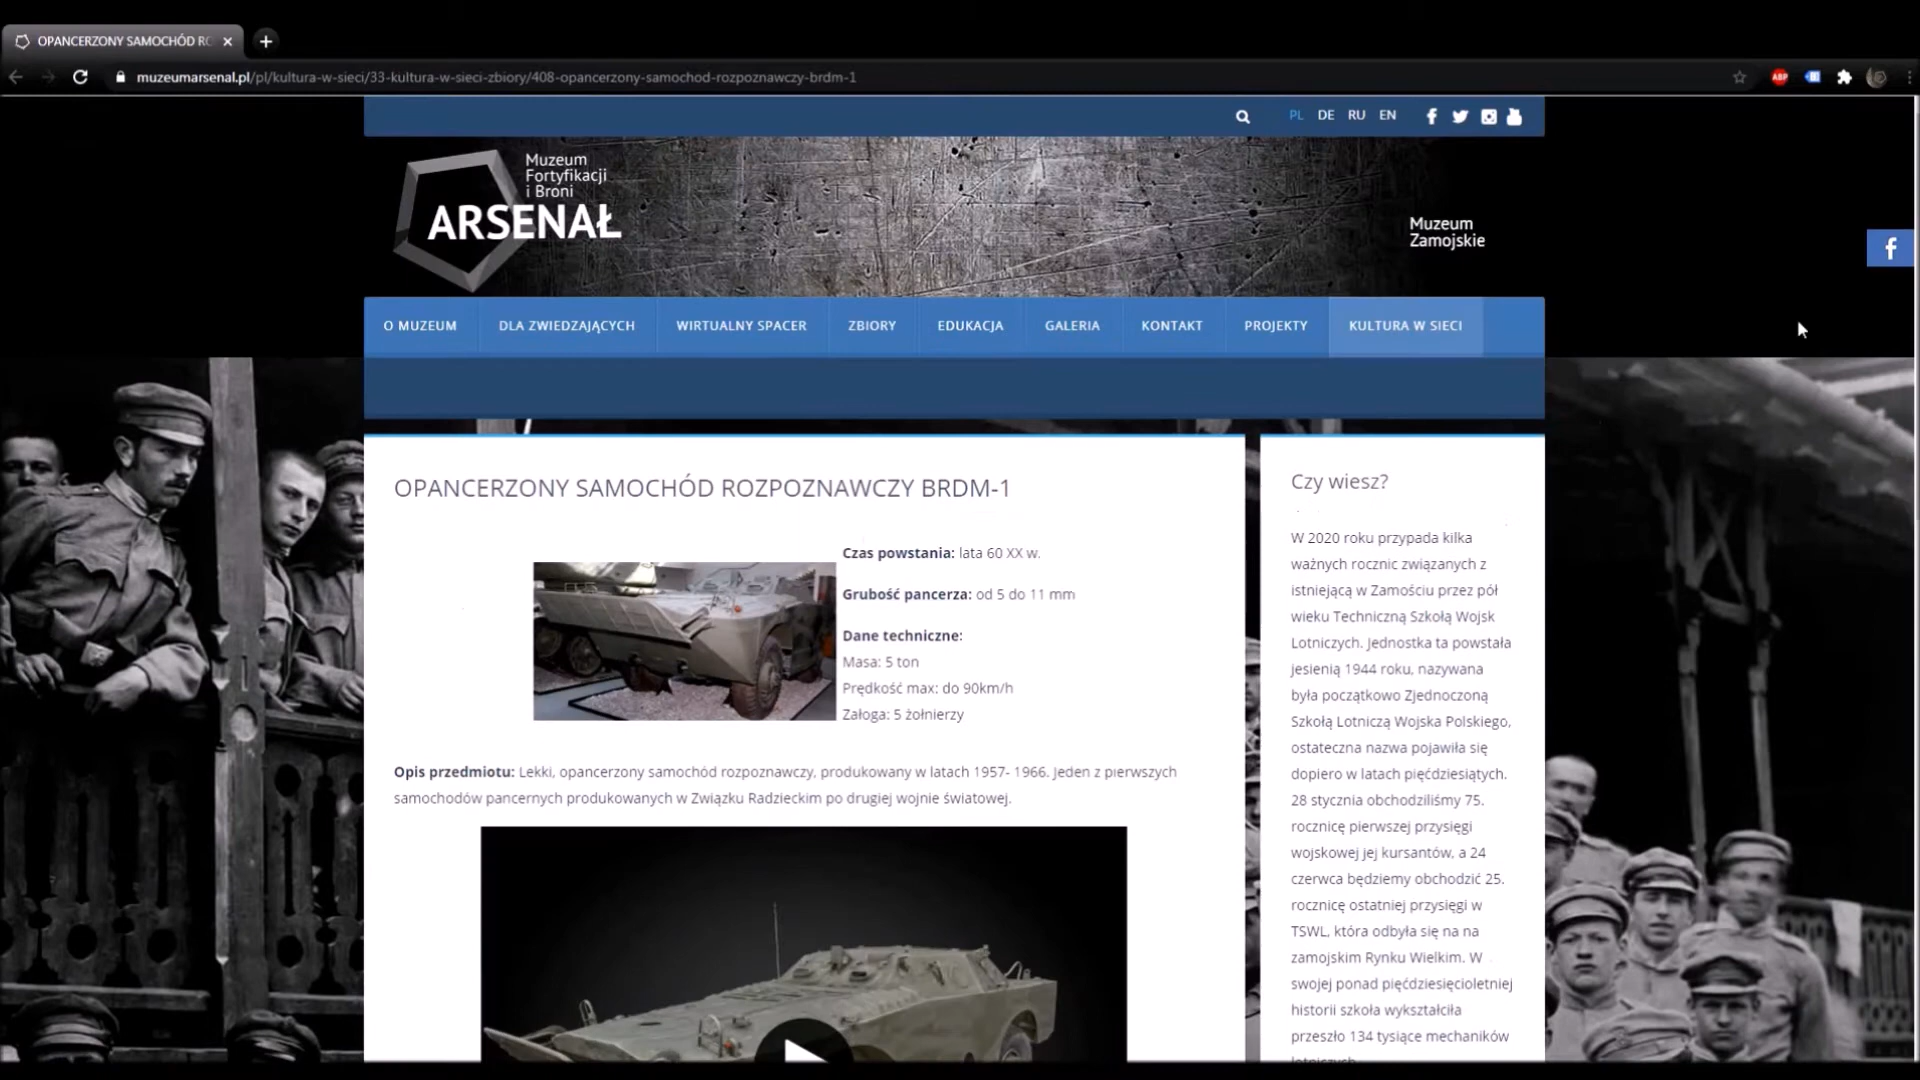 OPANCERZONY SAMOCHÓD RO
muzeumarsenal.pl/pl/kultura-w-sieci/33-kultura-w-sieci-zbiory/408-opancerzony-samochod-rozpoznawczy-brdm-1
ABP
PL DE RU EN
Muzeum
Fortyfikacji
i Broni
ARSENAŁ
Muzeum
Zamojskie
O MUZEUM DLA ZWIEDZAJĄCYCH WIRTUALNY SPACER ZBIORY EDUKACJA GALERIA KONTAKT PROJEKTY KULTURA W SIECI
OPANCERZONY SAMOCHÓD ROZPOZNAWCZY BRDM-1
Czas powstania: lata 60 XX w.
Grubość pancerza: od 5 do 11 mm
Dane techniczne:
Masa: 5 ton
Prędkość max: do 90km/h
Załoga: 5 żołnierzy
Opis przedmiotu: Lekki, opancerzony samochód rozpoznawczy, produkowany w latach 1957- 1966. Jeden z pierwszych
samochodów pancernych produkowanych w Związku Radzieckim po drugiej wojnie światowej.
Czy wiesz?
W 2020 roku przypada kilka
ważnych rocznic związanych z
istniejącą w Zamościu przez pół
wieku Techniczną Szkołą Wojsk
Lotniczych. Jednostka ta powstała
jesienią 1944 roku, nazywana
była początkowo Zjednoczoną
Szkołą Lotniczą Wojska Polskiego,
ostateczna nazwa pojawiła się
dopiero w latach pięćdziesiątych.
28 stycznia obchodziliśmy 75.
rocznicę pierwszej przysięgi
wojskowej jej kursantów, a 24
czerwca będziemy obchodzić 25.
rocznicę ostatniej przysięgi w
TSWL, która odbyła się na na
zamojskim Rynku Wielkim. W
swojej ponad pięćdziesięcioletniej
historii szkoła wykształciła
przeszło 134 tysiące mechaników